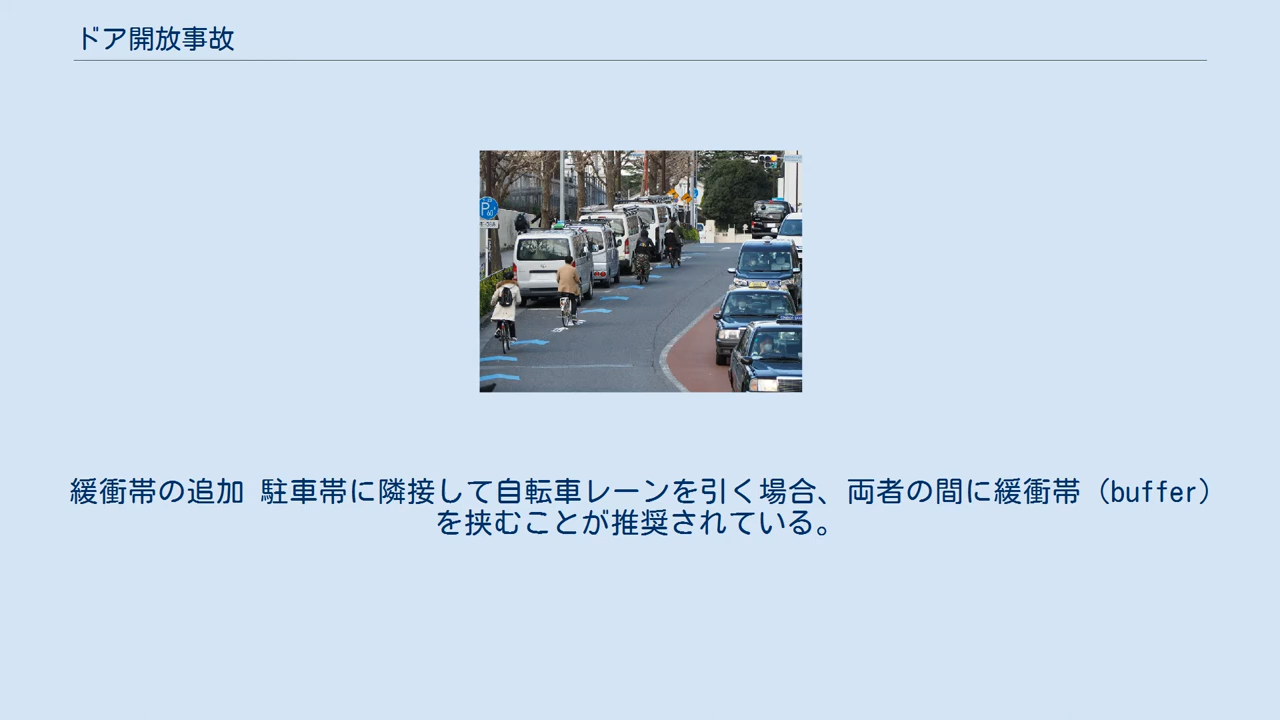 ドア開放事故
P
60
緩衝帯の追加 駐車帯に隣接して自転車レーンを引く場合、両者の間に緩衝帯（buffer）
を挟むことが推奨されている。